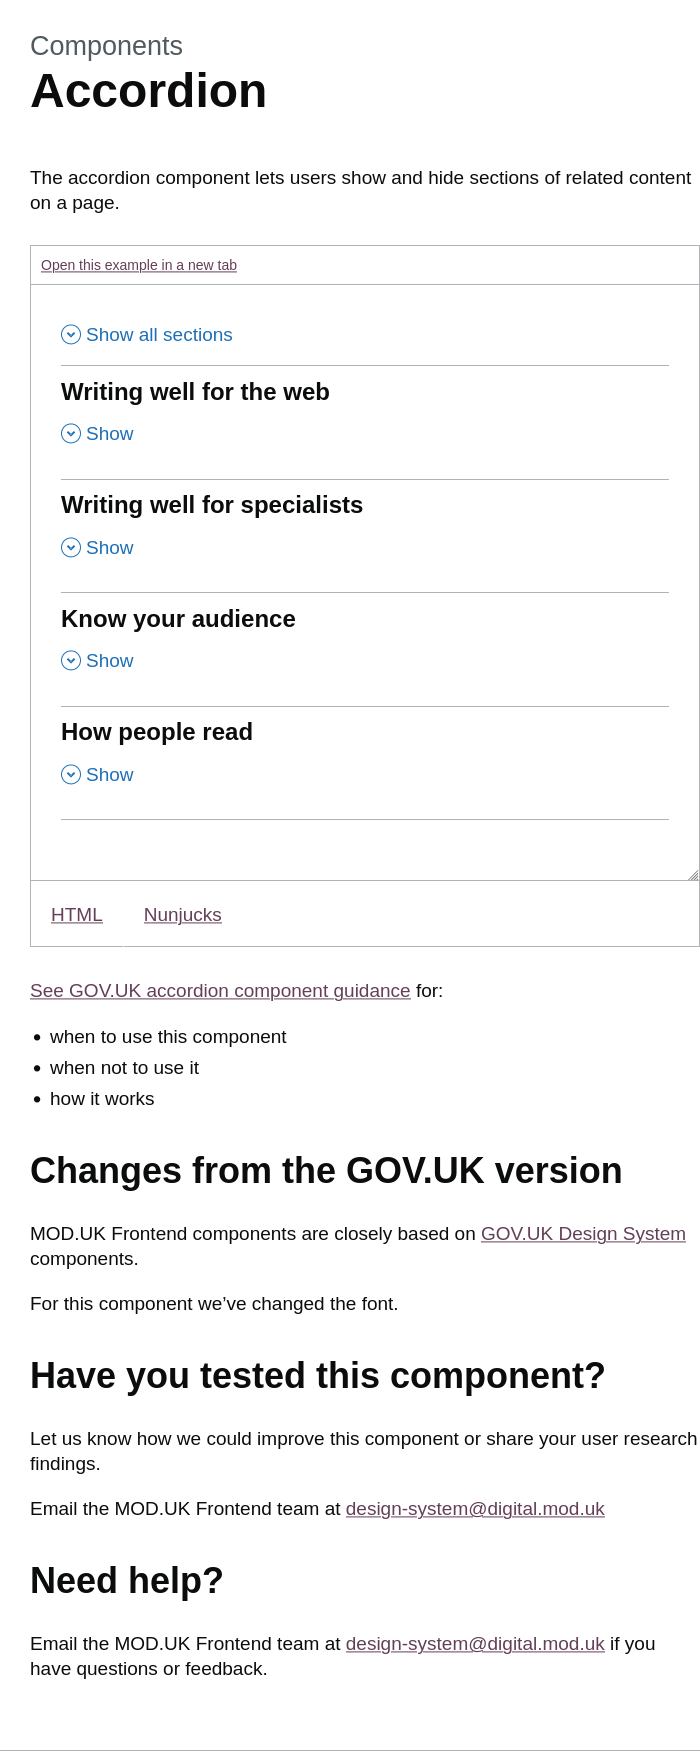 Components
Accordion
The accordion component lets users show and hide sections of related content
on a page.
Open this example in a new tab
Show all sections
Writing well for the web
Show
Writing well for specialists
Show
Know your audience
Show
How people read
Show
HTML Nunjucks
See GOV.UK accordion component guidance for:
• when to use this component
• when not to use it
• how it works
Changes from the GOV.UK version
MOD.UK Frontend components are closely based on GOV.UK Design System
components.
For this component we’ve changed the font.
Have you tested this component?
Let us know how we could improve this component or share your user research
findings.
Email the MOD.UK Frontend team at design-system@digital.mod.uk
Need help?
Email the MOD.UK Frontend team at design-system@digital.mod.uk if you
have questions or feedback.